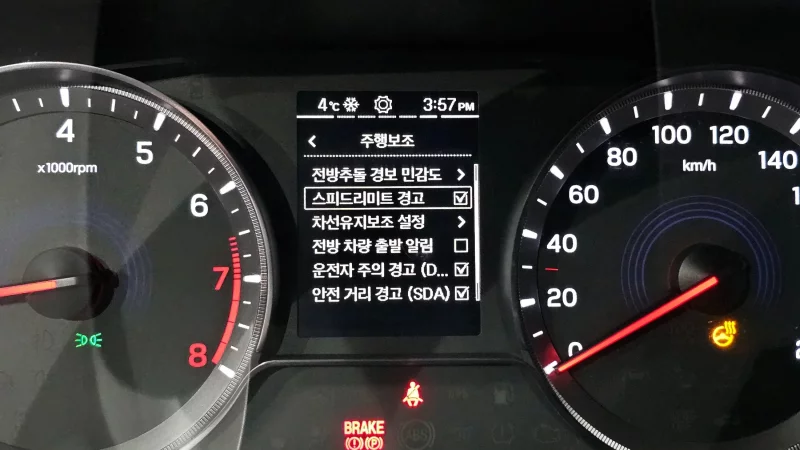 4℃ 3:57PM
< 주행보조
전방추돌 경보 민감도 >
스피드리미트 경고
차선유지보조 설정 >
전방 차량 출발 알림
운전자 주의 경고 (D...
안전 거리 경고 (SDA)
4
5
x1000rpm
6
7
8
100 120
80 140
km/h
60
40
20
0
BRAKE
(!) (P)